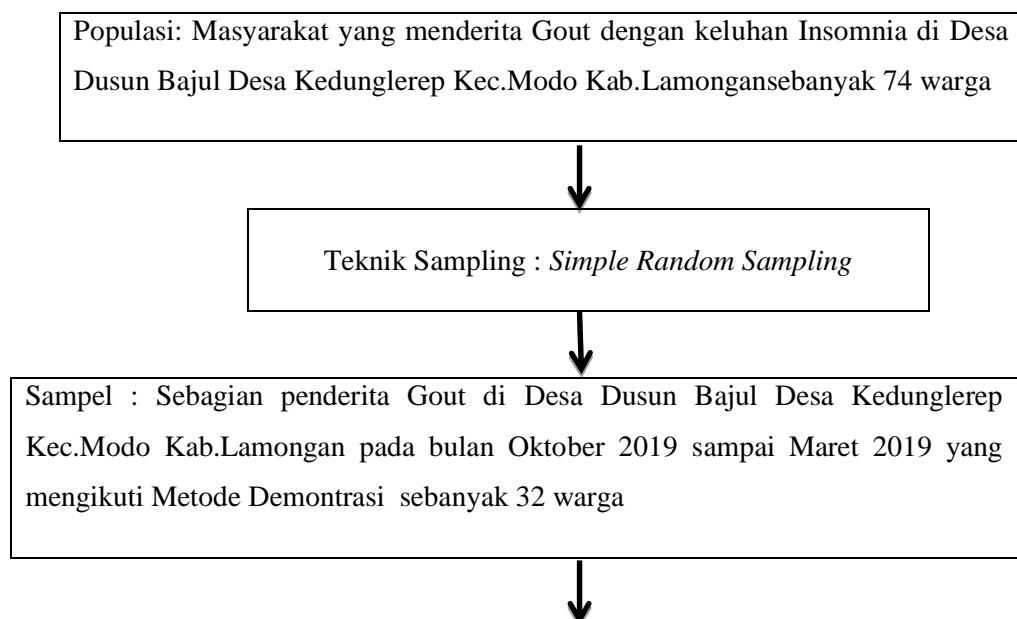 Populasi: Masyarakat yang menderita Gout dengan keluhan Insomnia di Desa
Dusun Bajul Desa Kedunglerep Kec.Modo Kab.Lamongansebanyak 74 warga
Teknik Sampling : Simple Random Sampling
Sampel : Sebagian penderita Gout di Desa Dusun Bajul Desa Kedunglerep
Kec.Modo Kab.Lamongan pada bulan Oktober 2019 sampai Maret 2019 yang
mengikuti Metode Demontrasi sebanyak 32 warga